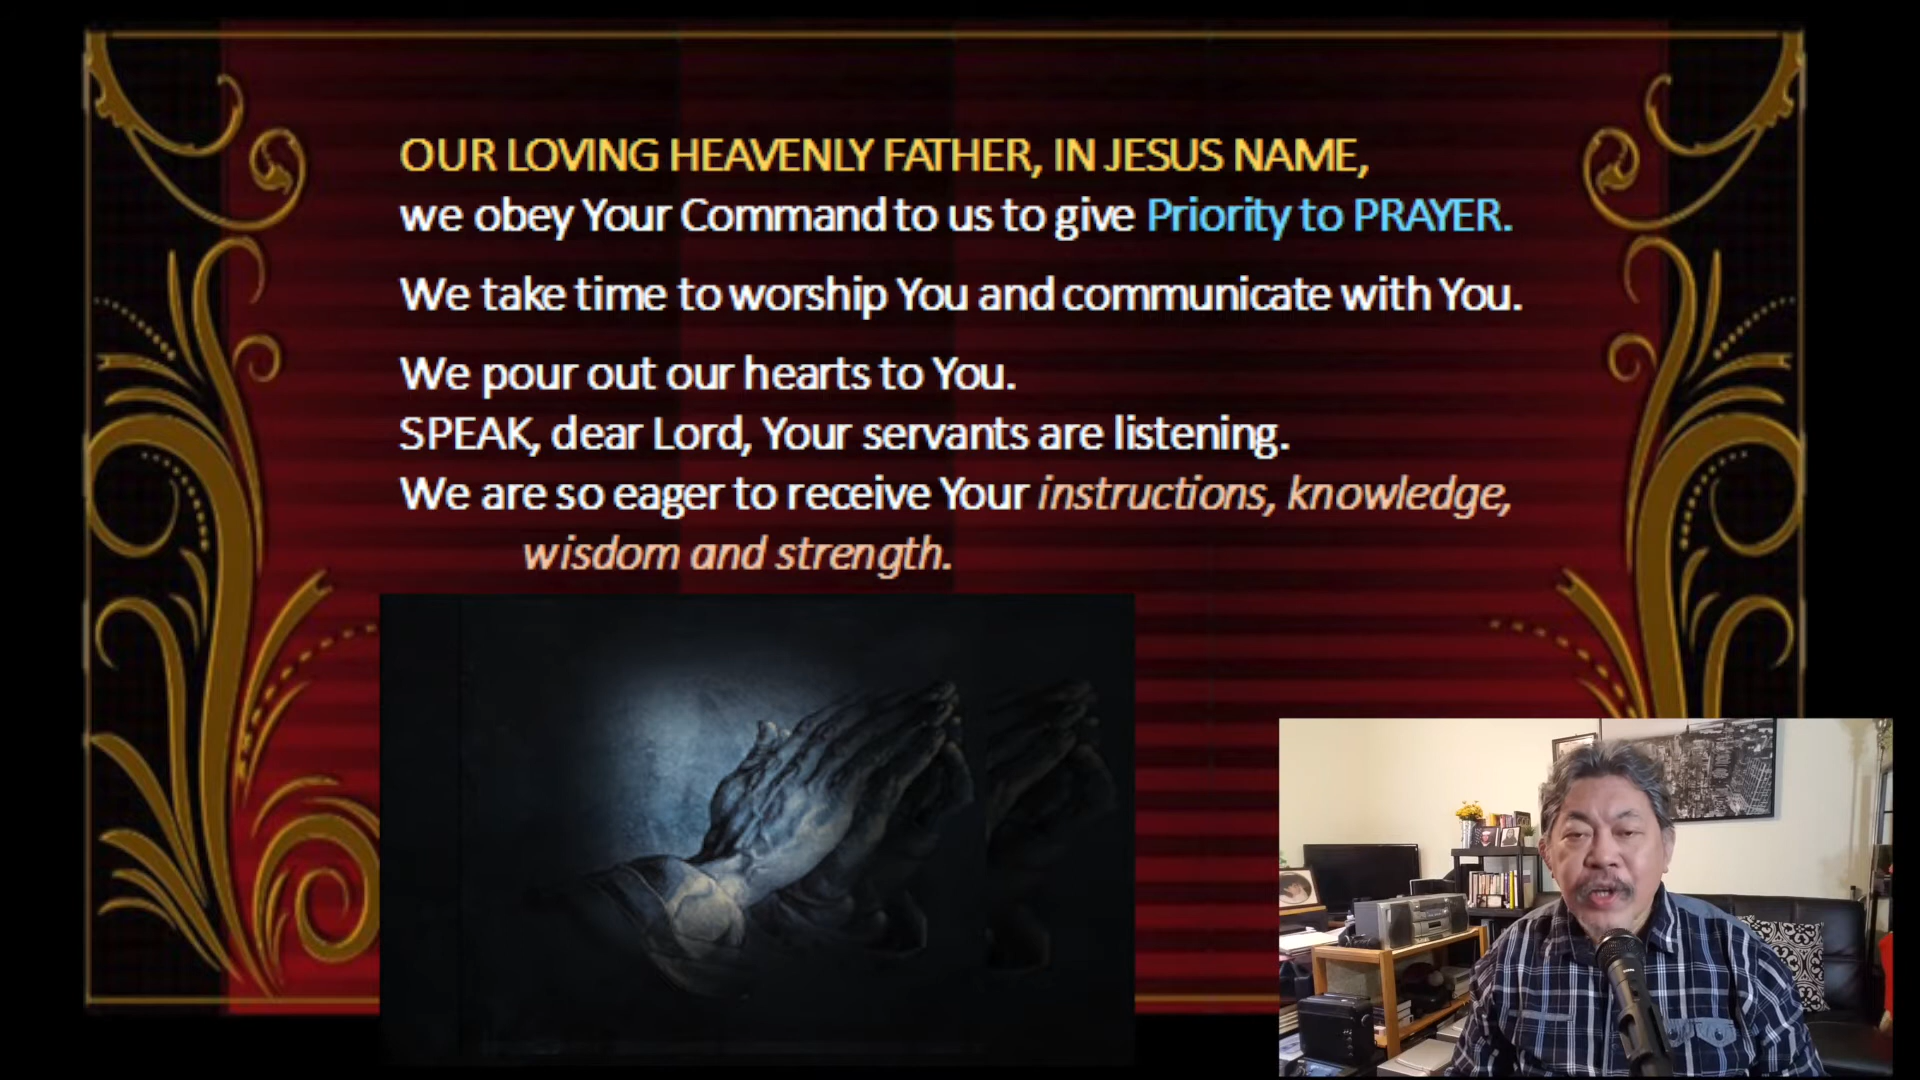 OUR LOVING HEAVENLY FATHER, IN JESUS NAME,
we obey Your Command to us to give Priority to PRAYER.
We take time to worship You and communicate with You.
We pour out our hearts to You.
SPEAK, dear Lord, Your servants are listening.
We are so eager to receive Your instructions, knowledge,
wisdom and strength.